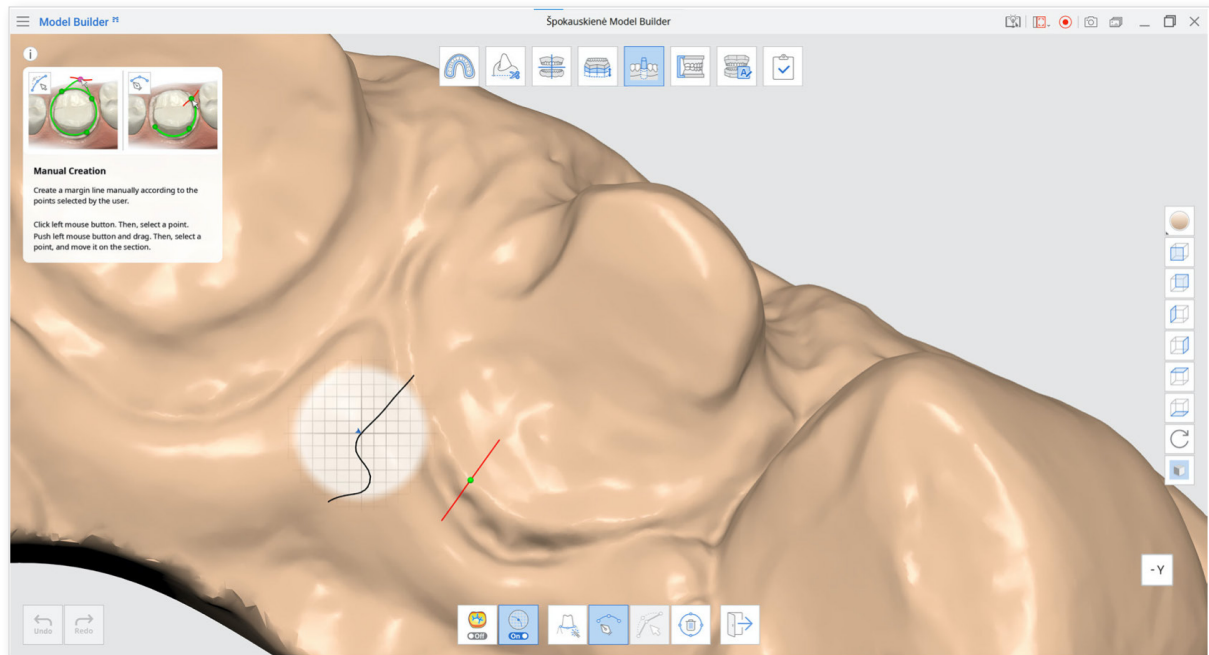 Model Builder
Špokauskienė Model Builder
i
Manual Creation
Create a margin line manually according to the
points selected by the user.
Click left mouse button. Then, select a point.
Push left mouse button and drag. Then, select a
point, and move it on the section.
A
- Y
Undo
Redo
Off
On